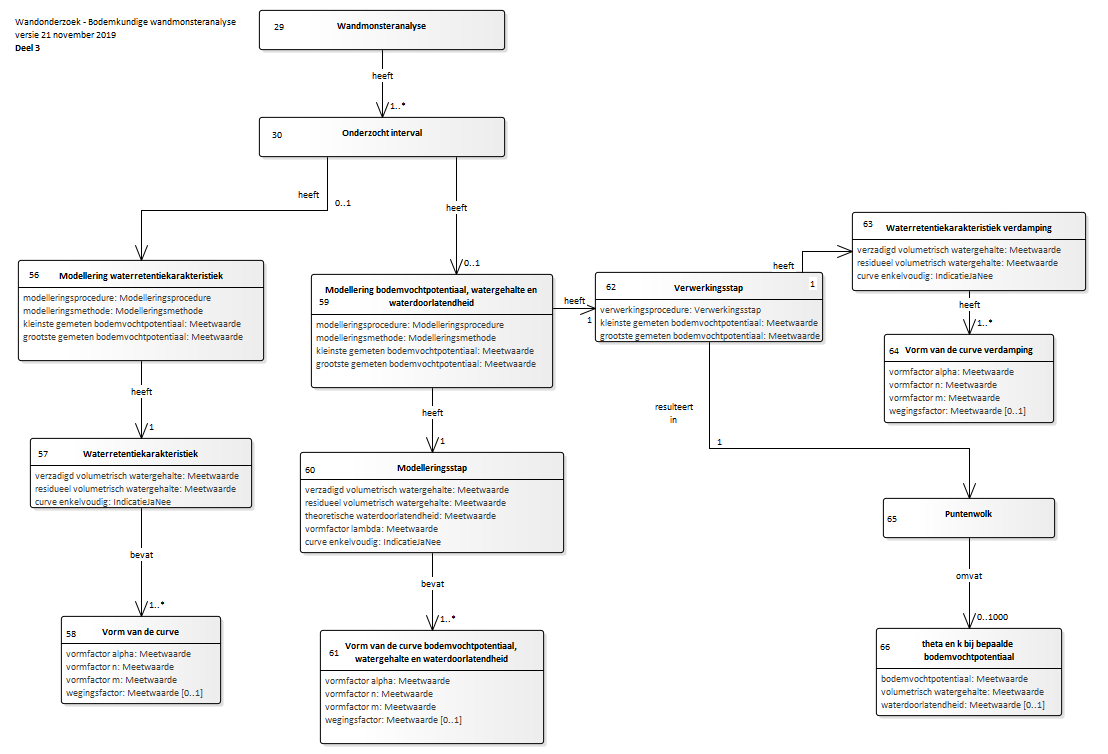 Wandonderzoek - Bodemkundige wandmonsteranalyse
versie 21 november 2019
Deel 3
29
Wandmonsteranalyse
heeft
1..*
30
Onderzocht interval
heeft
0..1
heeft
0..1
56
Modellering waterretentiekarakteristiek
modelleringsprocedure: Modelleringsprocedure
modelleringsmethode: Modelleringsmethode
kleinste gemeten bodemvochtpotentiaal: Meetwaarde
grootste gemeten bodemvochtpotentiaal: Meetwaarde
heeft
1
57
Waterretentiekarakteristiek
verzadigd volumetrisch watergehalte: Meetwaarde
residueel volumetrisch watergehalte: Meetwaarde
curve enkelvoudig: IndicatieJaNee
bevat
1..*
58
Vorm van de curve
vormfactor alpha: Meetwaarde
vormfactor n: Meetwaarde
vormfactor m: Meetwaarde
wegingsfactor: Meetwaarde [0..1]
59
Modellering bodemvochtpotentiaal, watergehalte en
waterdoorlatendheid
modelleringsprocedure: Modelleringsprocedure
modelleringsmethode: Modelleringsmethode
kleinste gemeten bodemvochtpotentiaal: Meetwaarde
grootste gemeten bodemvochtpotentiaal: Meetwaarde
heeft
1
60
Modelleringsstap
verzadigd volumetrisch watergehalte: Meetwaarde
residueel volumetrisch watergehalte: Meetwaarde
theoretische waterdoorlatendheid: Meetwaarde
vormfactor lambda: Meetwaarde
curve enkelvoudig: IndicatieJaNee
bevat
1..*
61
Vorm van de curve bodemvochtpotentiaal,
watergehalte en waterdoorlatendheid
vormfactor alpha: Meetwaarde
vormfactor n: Meetwaarde
vormfactor m: Meetwaarde
wegingsfactor: Meetwaarde [0..1]
heeft
1
62
Verwerkingsstap
verwerkingsprocedure: Verwerkingsstap
kleinste gemeten bodemvochtpotentiaal: Meetwaarde
grootste gemeten bodemvochtpotentiaal: Meetwaarde
heeft
1
63
Waterretentiekarakteristiek verdamping
verzadigd volumetrisch watergehalte: Meetwaarde
residueel volumetrisch watergehalte: Meetwaarde
curve enkelvoudig: IndicatieJaNee
heeft
1..*
64
Vorm van de curve verdamping
vormfactor alpha: Meetwaarde
vormfactor n: Meetwaarde
vormfactor m: Meetwaarde
wegingsfactor: Meetwaarde [0..1]
resulteert
in
1
65
Puntenwolk
omvat
0..1000
66
theta en k bij bepaalde
bodemvochtpotentiaal
bodemvochtpotentiaal: Meetwaarde
volumetrisch watergehalte: Meetwaarde
waterdoorlatendheid: Meetwaarde [0..1]